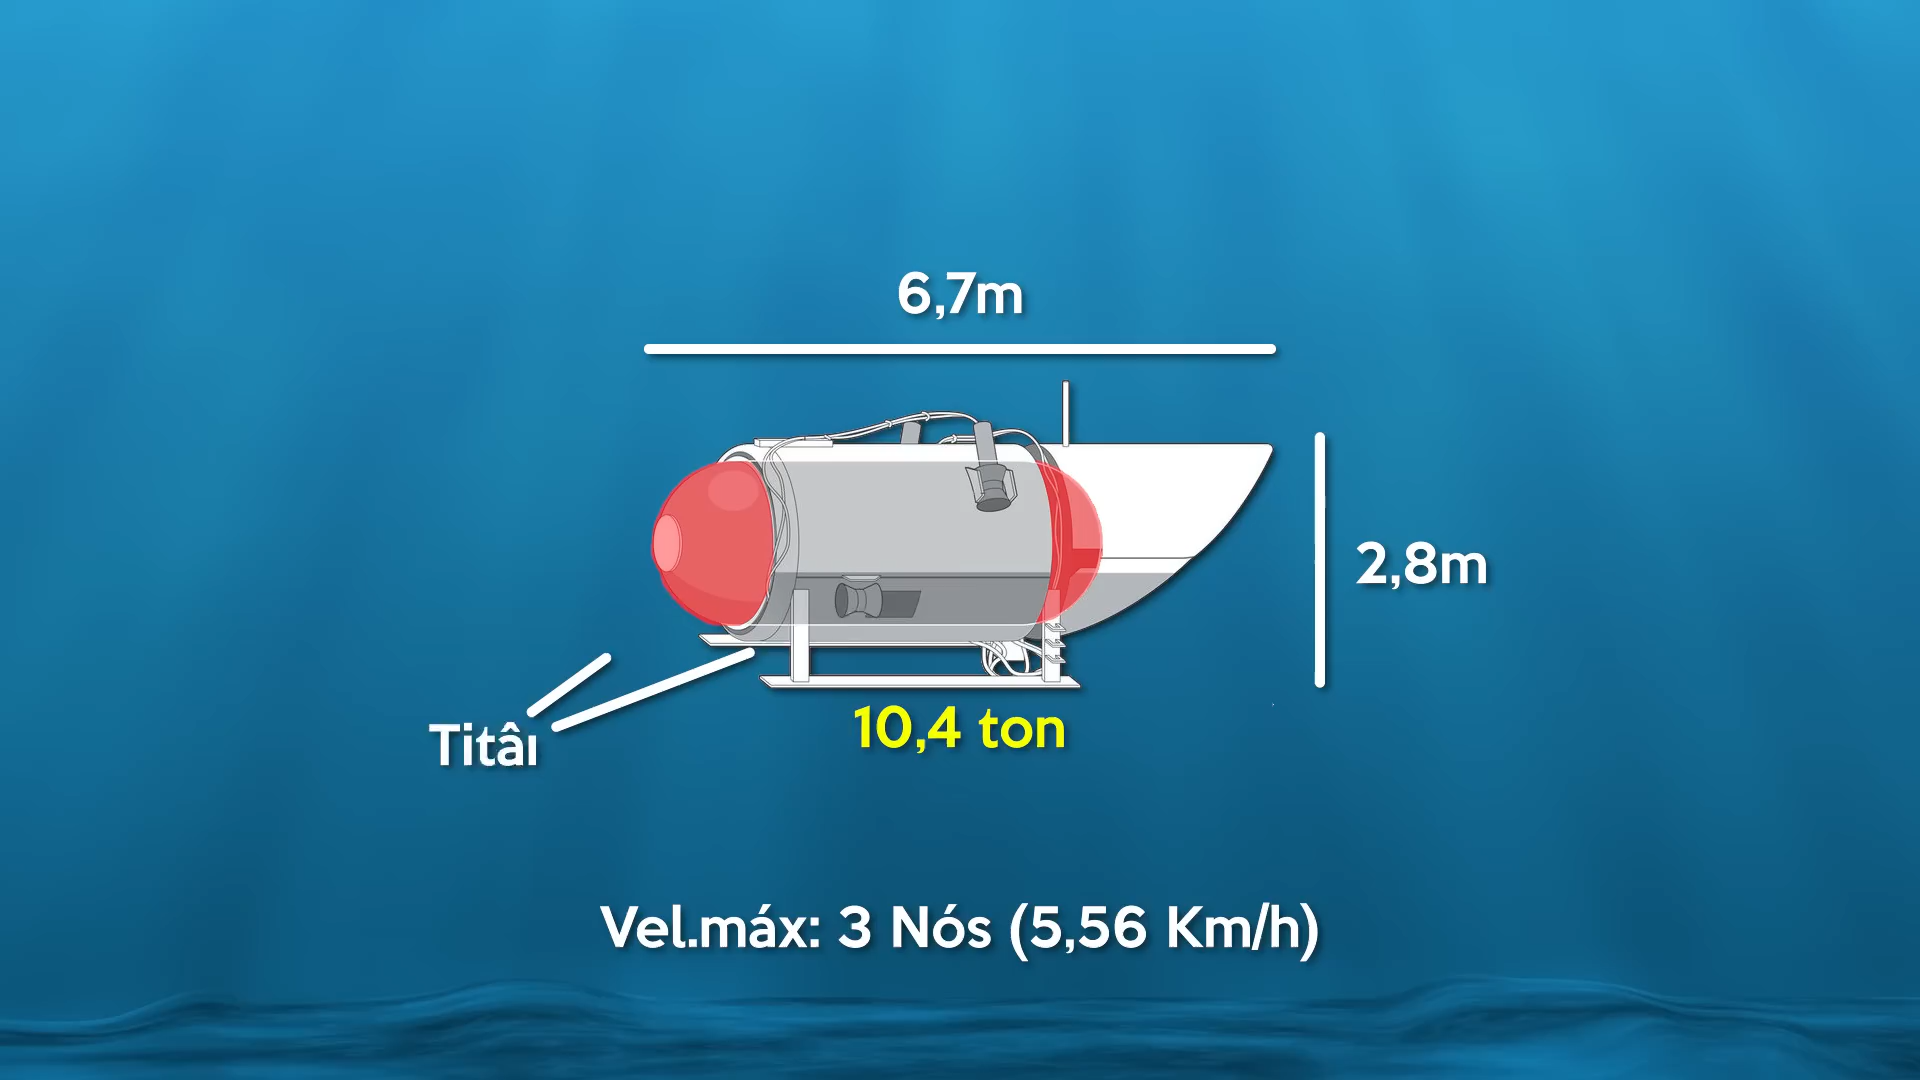 6,7m
2,8m
Titâı
10,4 ton
Vel.máx: 3 Nós (5,56 Km/h)